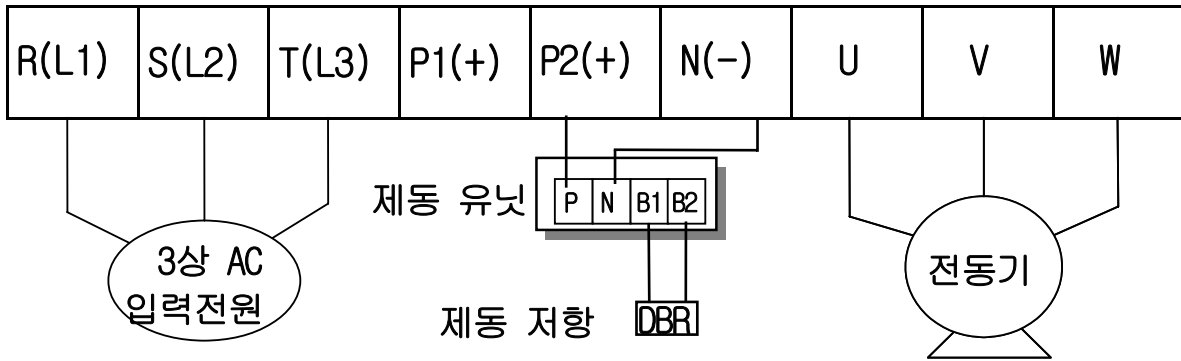 R(L1) S(L2) T(L3) P1(+) P2(+) N(-) U V W
제동 유닛
P N B1 B2
3상 AC
입력전원
전동기
제동 저항
DBR